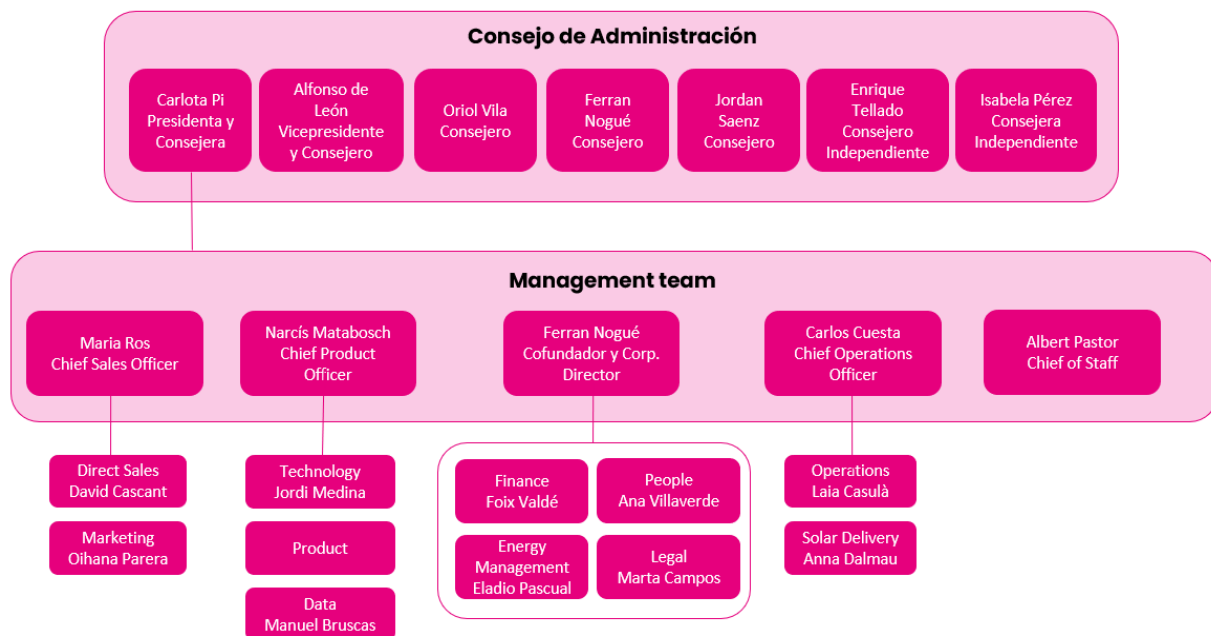 Consejo de Administración
Carlota Pi
Presidenta y
Consejera
Alfonso de
León
Vicepresidente
y Consejero
Oriol Vila
Consejero
Ferran
Nogué
Consejero
Jordan
Saenz
Consejero
Enrique
Tellado
Consejero
Independiente
Isabela Pérez
Consejera
Independiente
Management team
Maria Ros
Chief Sales Officer
Narcís Matabosch
Chief Product
Officer
Ferran Nogué
Cofundador y Corp.
Director
Carlos Cuesta
Chief Operations
Officer
Albert Pastor
Chief of Staff
Direct Sales
David Cascant
Marketing
Oihana Parera
Technology
Jordi Medina
Product
Data
Manuel Bruscas
Finance
Foix Valdé
People
Ana Villaverde
Energy
Management
Eladio Pascual
Legal
Marta Campos
Operations
Laia Casulà
Solar Delivery
Anna Dalmau